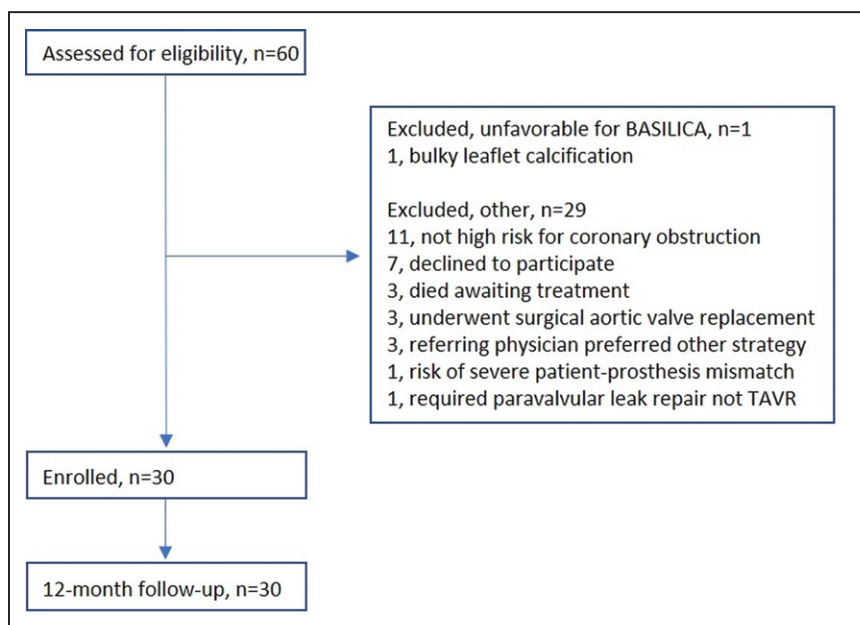 Assessed for eligibility, n=60
Excluded, unfavorable for BASILICA, n=1
1, bulky leaflet calcification
Excluded, other, n=29
11, not high risk for coronary obstruction
7, declined to participate
3, died awaiting treatment
3, underwent surgical aortic valve replacement
3, referring physician preferred other strategy
1, risk of severe patient-prosthesis mismatch
1, required paravalvular leak repair not TAVR
Enrolled, n=30
12-month follow-up, n=30